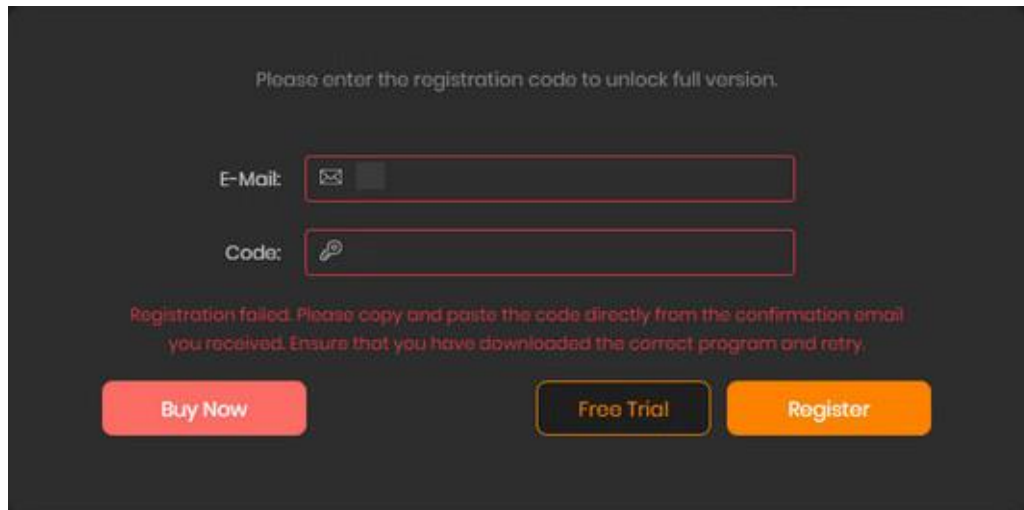 Please enter the registration code to unlock full version.
E-Mail:
Code:
Registration failed. Please copy and paste the code directly from the confirmation email
you received. Ensure that you have downloaded the correct program and retry.
Buy Now
Free Trial
Register